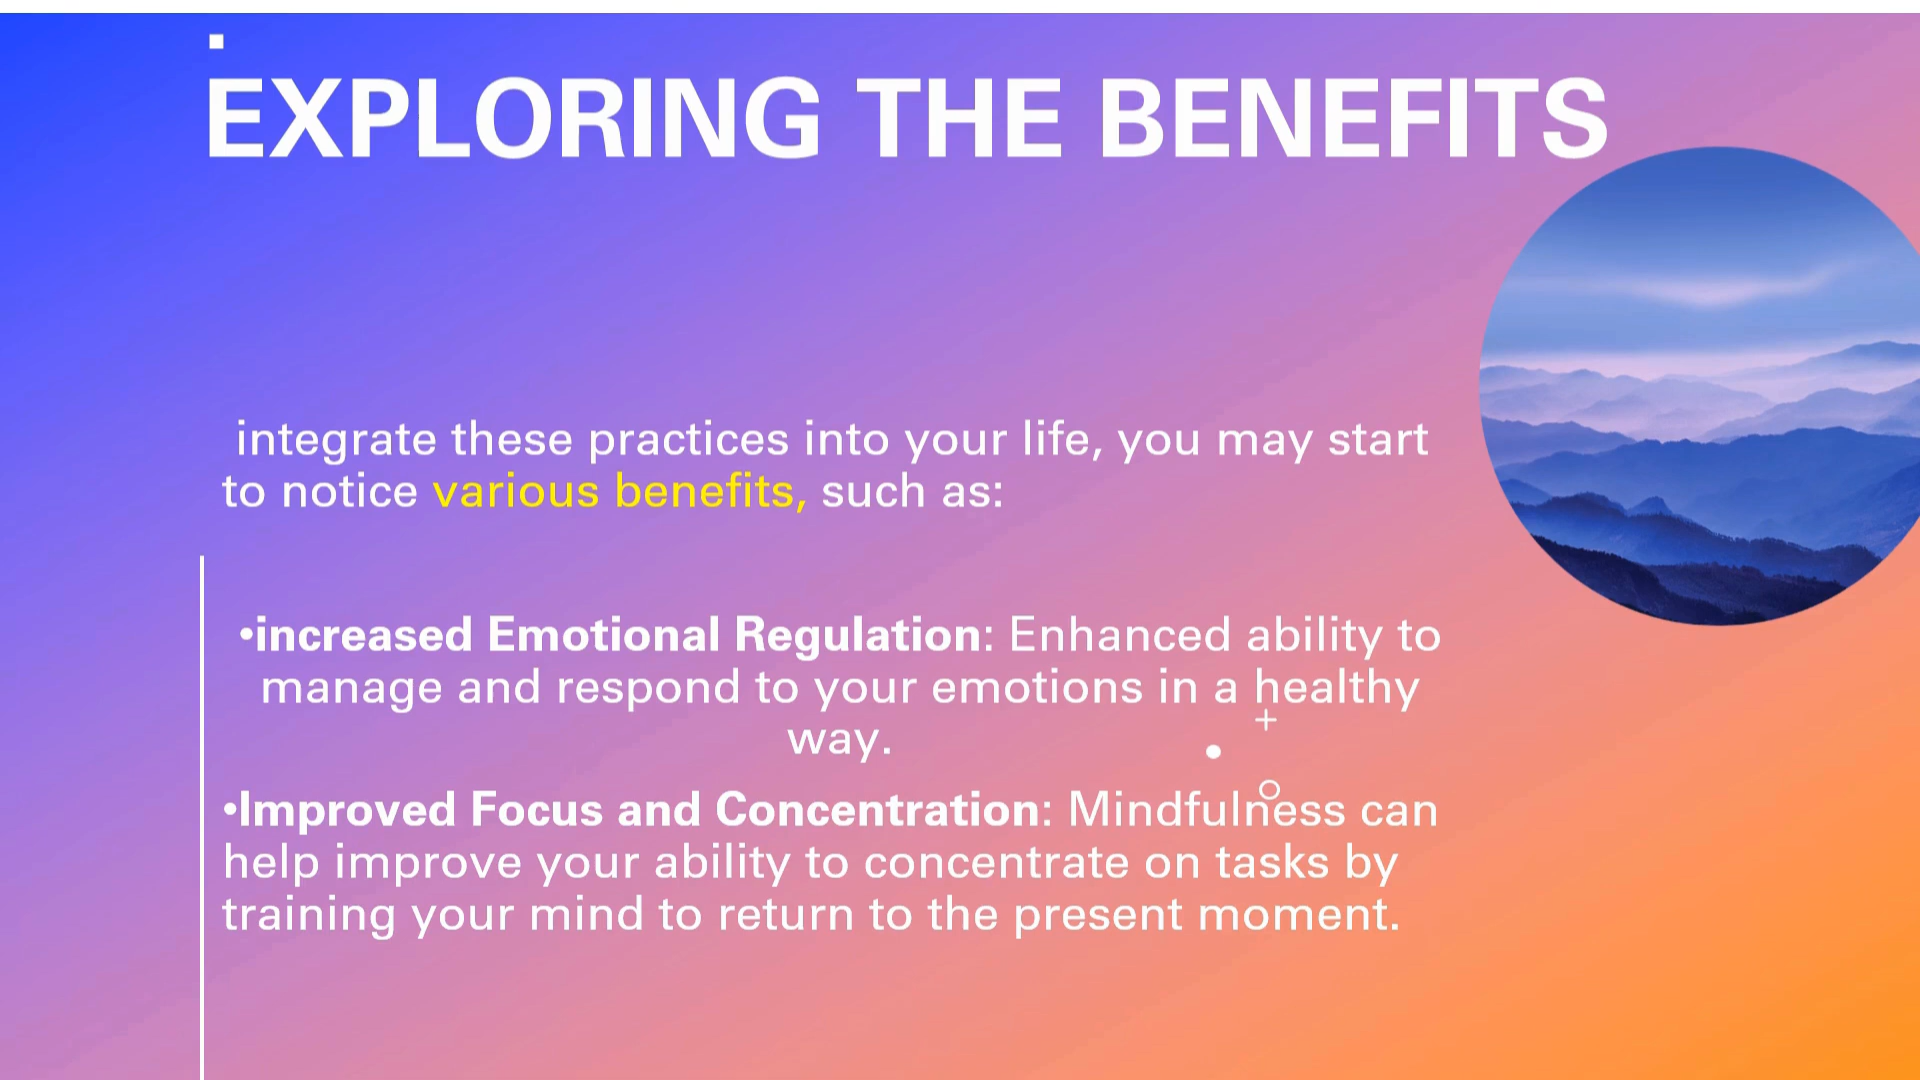 EXPLORING THE BENEFITS
integrate these practices into your life, you may start
to notice various benefits, such as:
•increased Emotional Regulation: Enhanced ability to
manage and respond to your emotions in a healthy
way.
•Improved Focus and Concentration: Mindfulness can
help improve your ability to concentrate on tasks by
training your mind to return to the present moment.